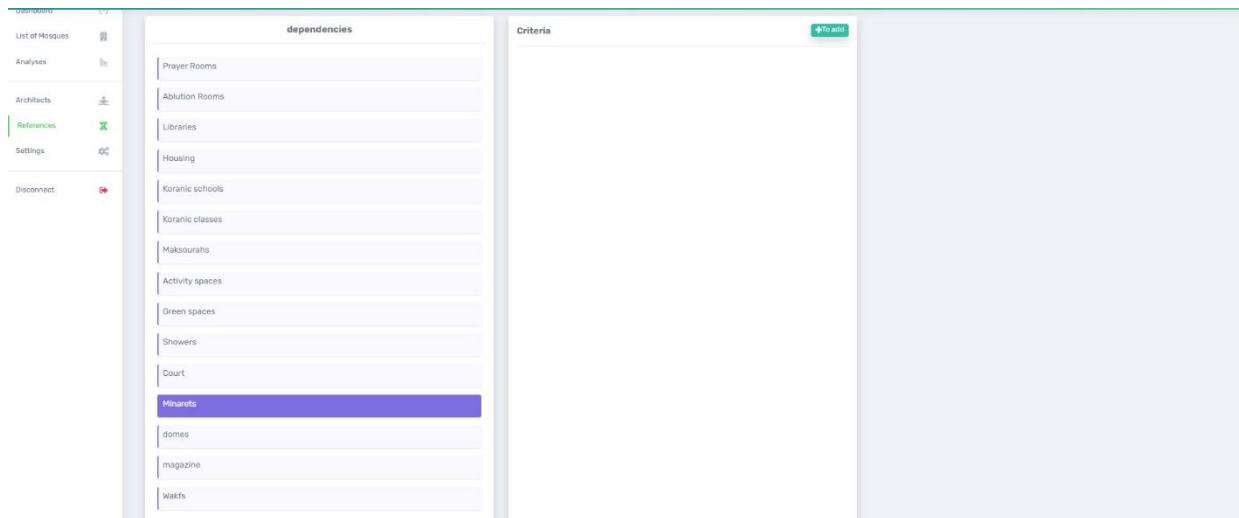 Dashboard
List of Mosques
Analyses
Architects
References
Settings
Disconnect
dependencies
Prayer Rooms
Ablution Rooms
Libraries
Housing
Koranic schools
Koranic classes
Maksourahs
Activity spaces
Green spaces
Showers
Court
Minarets
domes
magazine
Wakfs
Criteria
+To add